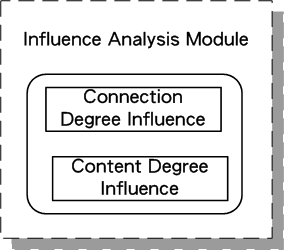 Influence Analysis Module
Connection
Degree Influence
Content Degree
Influence